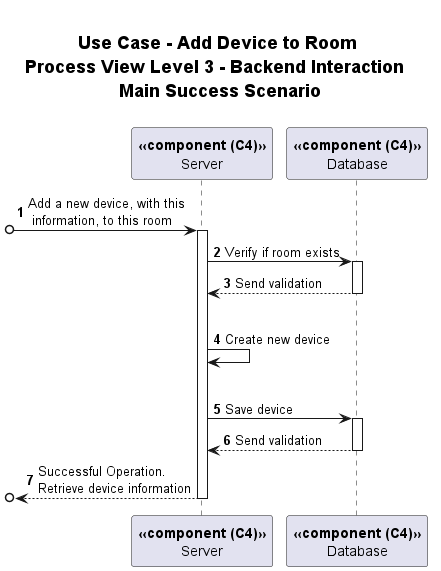 Use Case - Add Device to Room
Process View Level 3 - Backend Interaction
Main Success Scenario
«component (C4)»
Server
«component (C4)»
Database
1 Add a new device, with this
information, to this room
2 Verify if room exists
3 Send validation
4 Create new device
5 Save device
6 Send validation
7 Successful Operation.
Retrieve device information
«component (C4)»
Server
«component (C4)»
Database